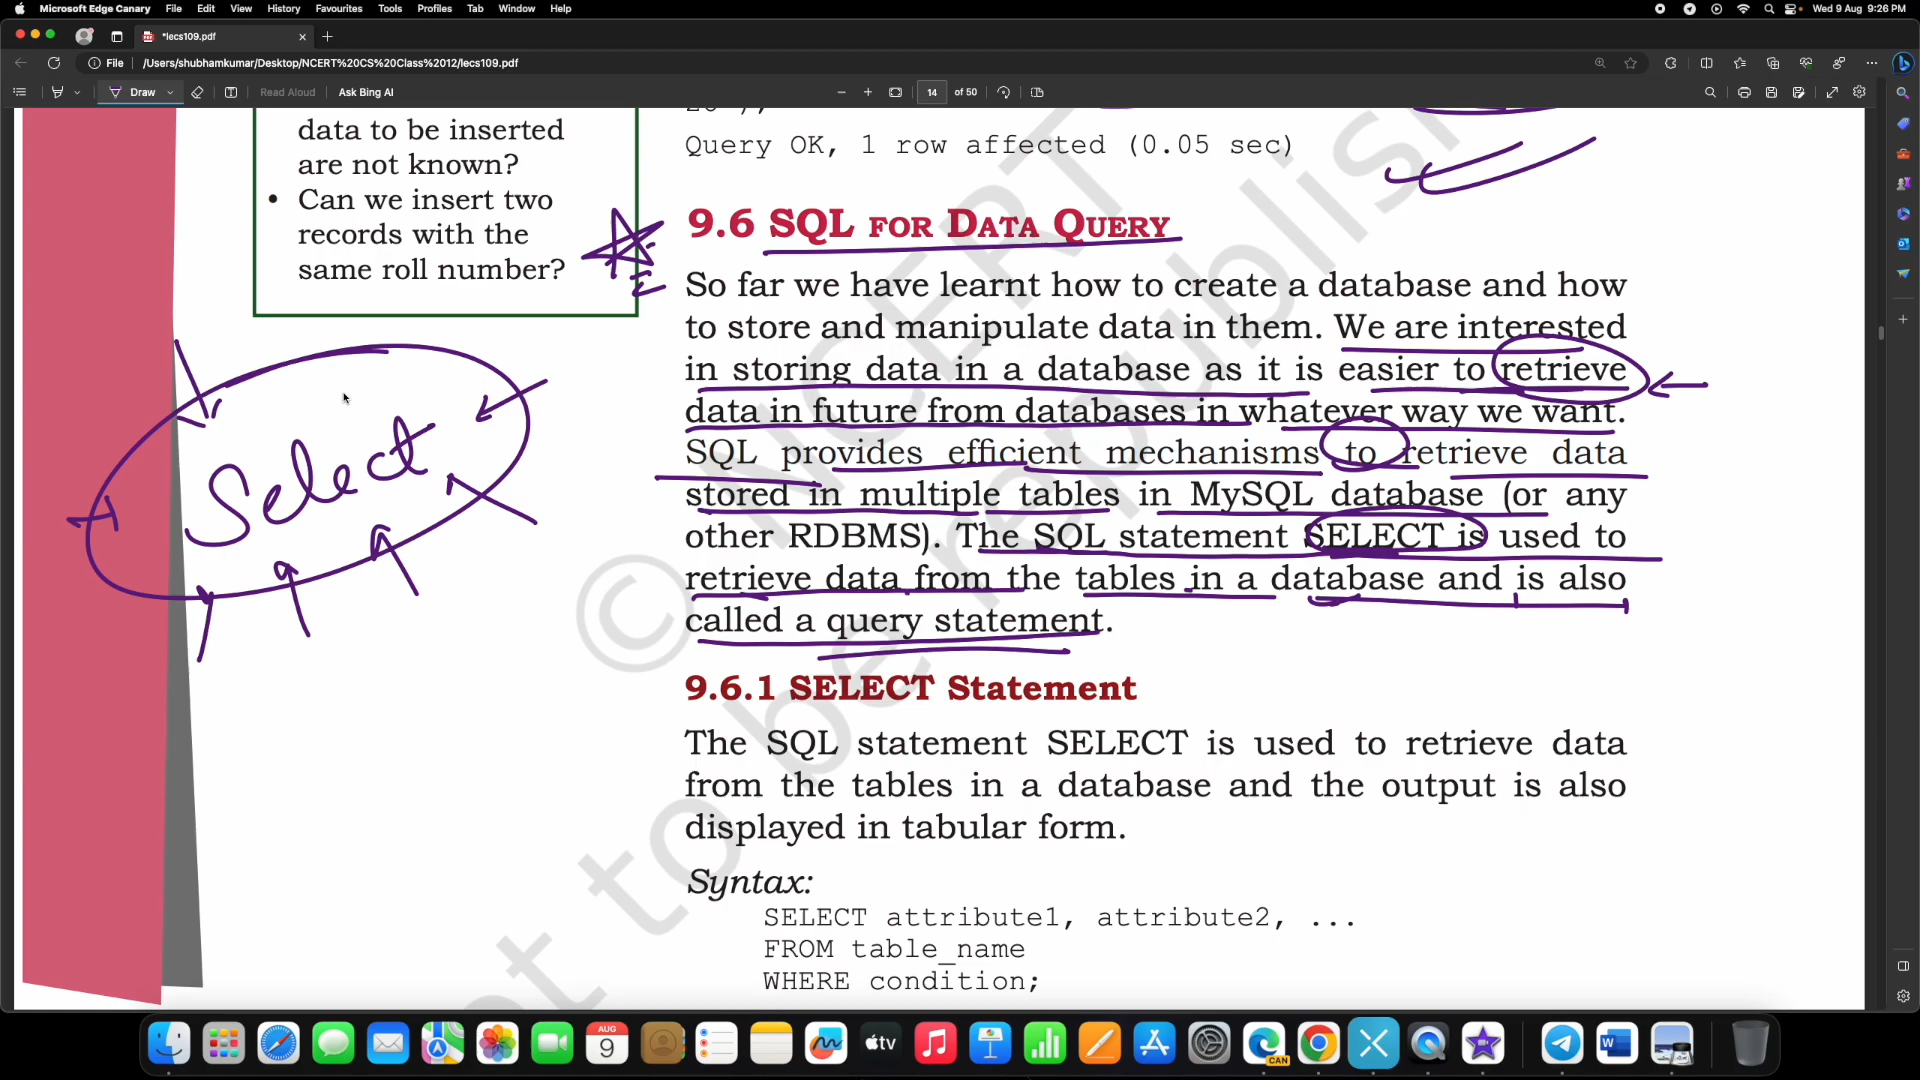 Microsoft Edge Canary File Edit View History Favourites Tools Profiles Tab Window Help
Wed 9 Aug 9:26 PM
*lecs109.pdf
File /Users/shubhamkumar/Desktop/NCERT%20CS%20Class%2012/lecs109.pdf
Draw Read Aloud Ask Bing AI 14 of 50
data to be inserted
are not known?
• Can we insert two
records with the
same roll number?
Select
Query OK, 1 row affected (0.05 sec)
9.6 SQL FOR DATA QUERY
So far we have learnt how to create a database and how
to store and manipulate data in them. We are interested
in storing data in a database as it is easier to retrieve
data in future from databases in whatever way we want.
SQL provides efficient mechanisms to retrieve data
stored in multiple tables in MySQL database (or any
other RDBMS). The SQL statement SELECT is used to
retrieve data from the tables in a database and is also
called a query statement.
9.6.1 SELECT Statement
The SQL statement SELECT is used to retrieve data
from the tables in a database and the output is also
displayed in tabular form.
Syntax:
SELECT attribute1, attribute2, ...
FROM table_name
WHERE condition;
© NCERT
be republis
AUG
9
tv
CAN
W